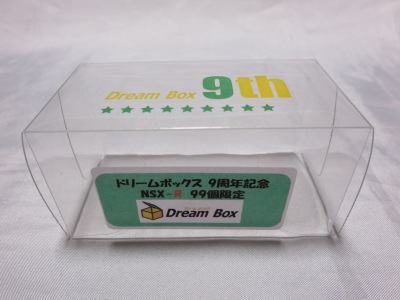 Dream Box 9th
★★★★★★★★★
ドリームボックス 9周年記念
NSX-R 99個限定
Dream Box